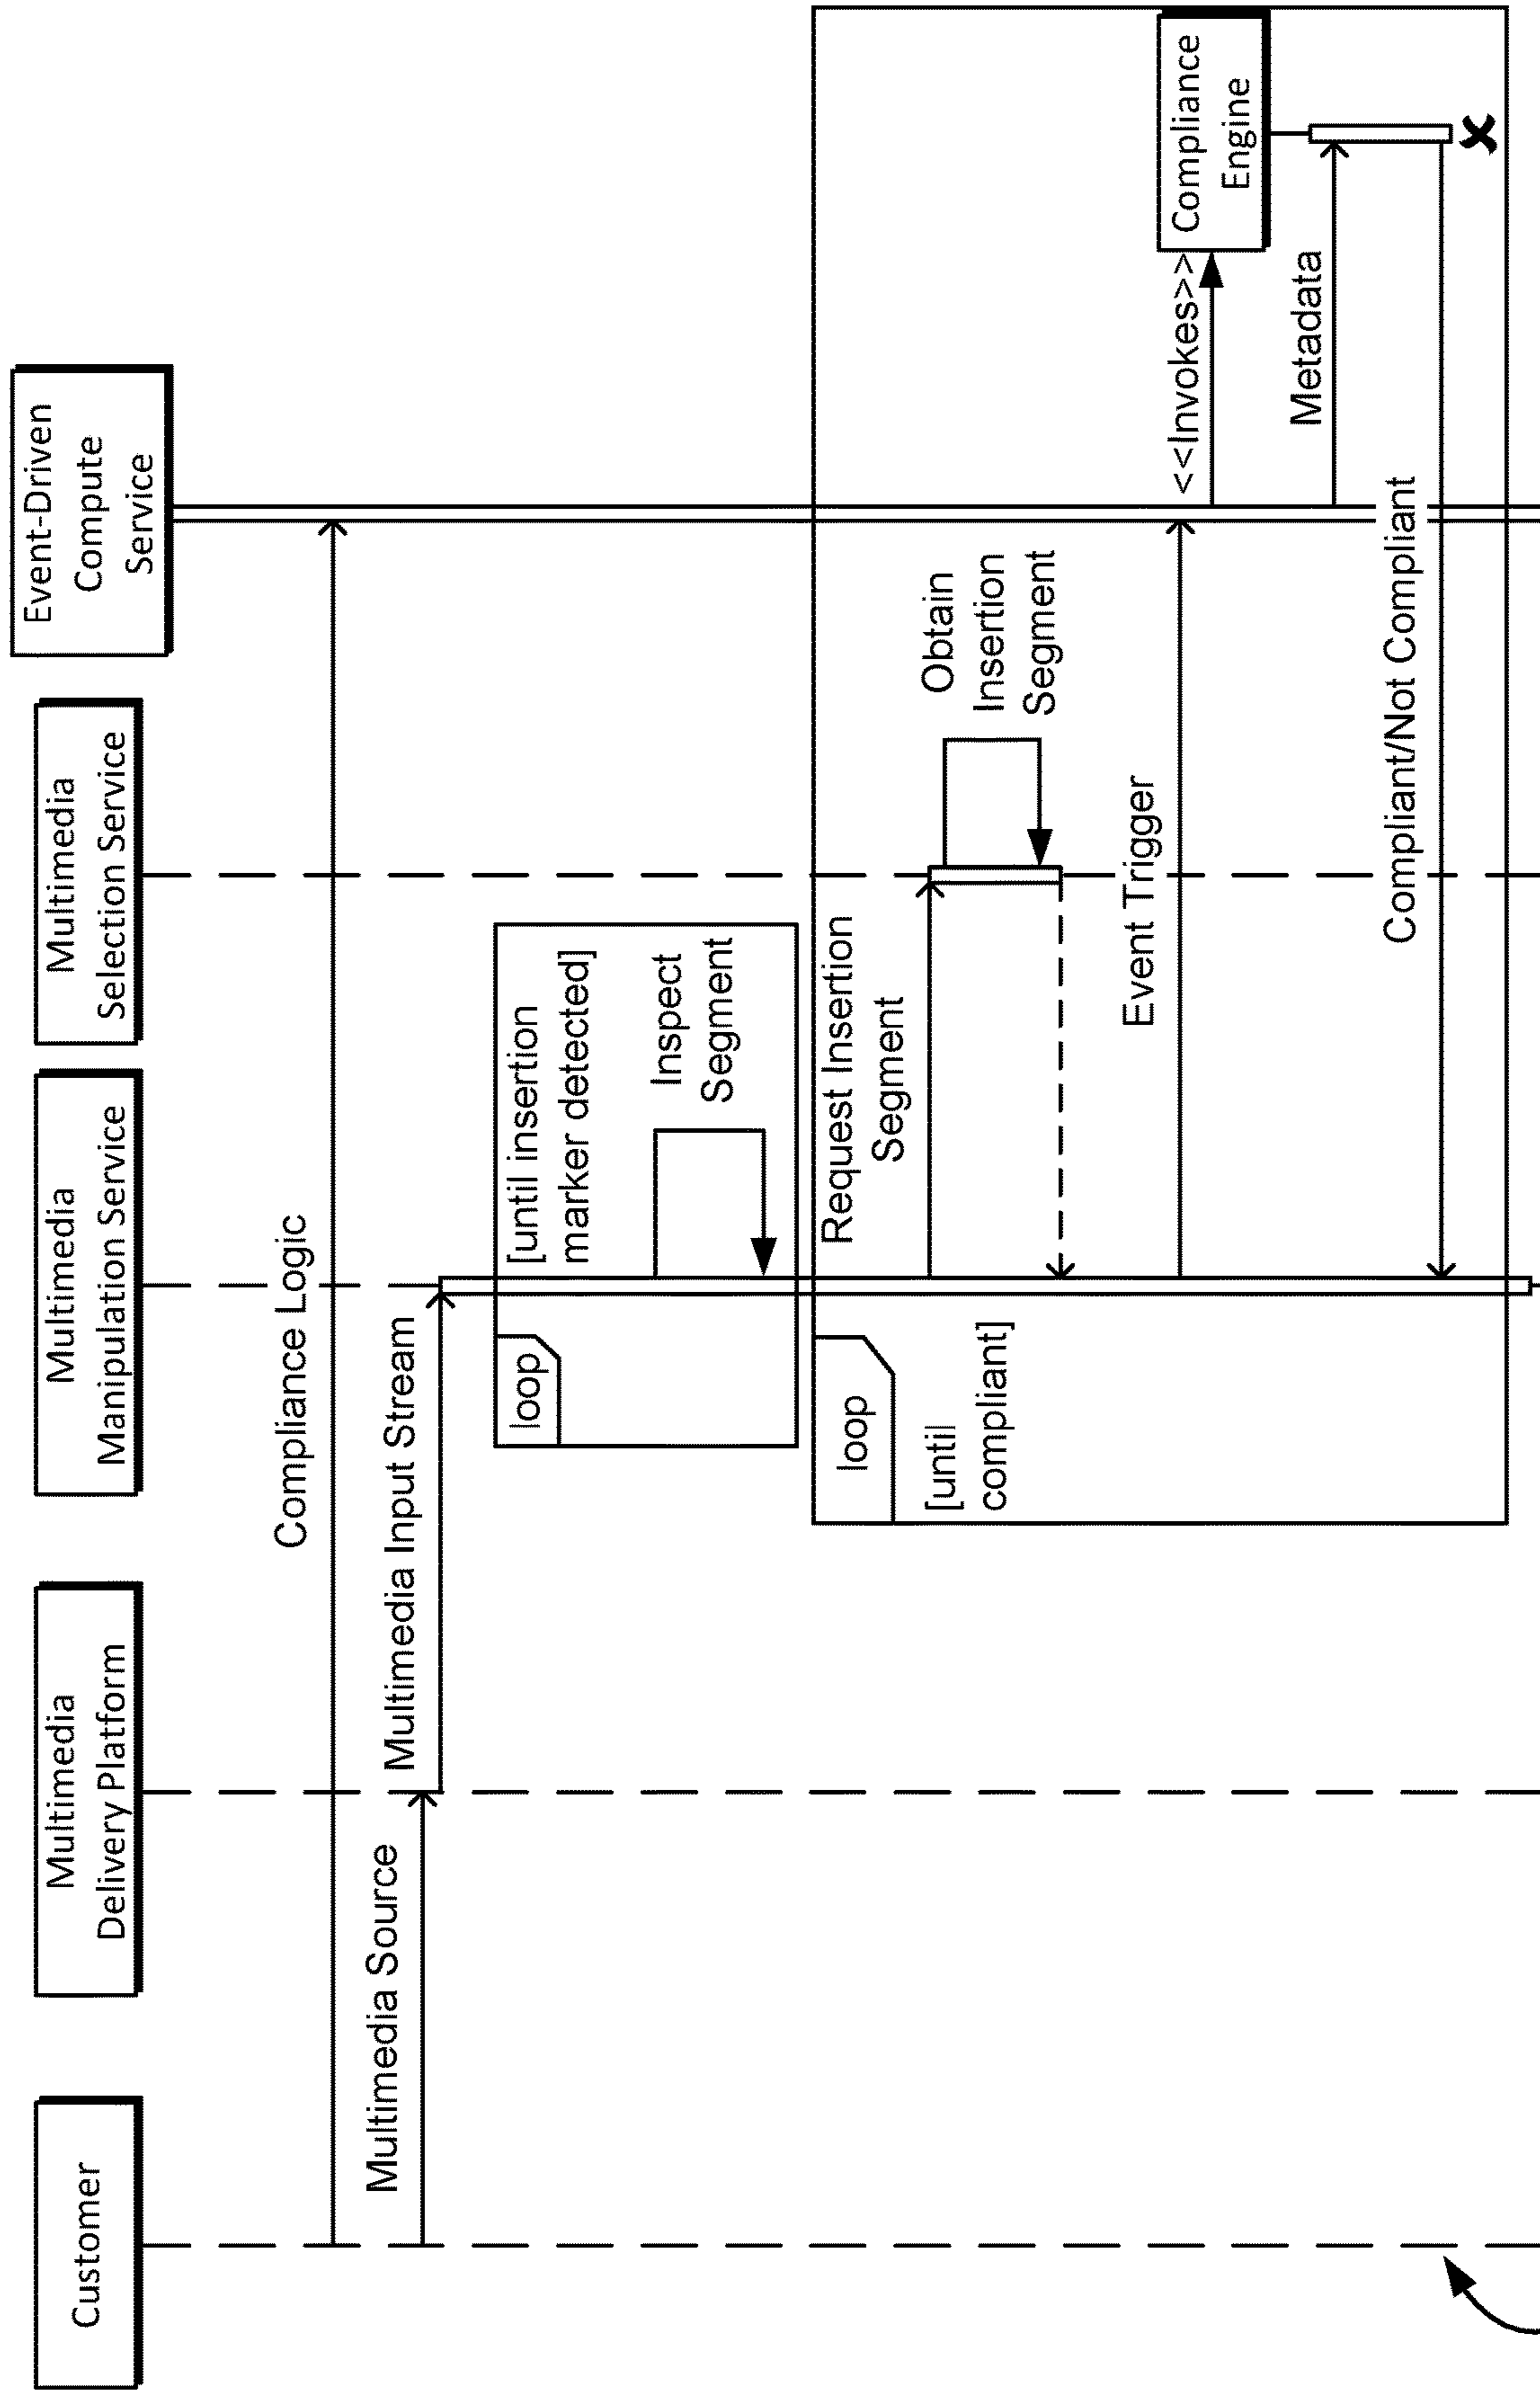 Customer
Multimedia
Delivery Platform
Multimedia
Manipulation Service
Multimedia
Selection Service
Event-Driven
Compute
Service
Compliance Logic
Multimedia Source
Multimedia Input Stream
loop
[until insertion
marker detected]
Inspect
Segment
loop
[until
compliant]
Request Insertion
Segment
Obtain
Insertion
Segment
Event Trigger
<<Invokes>>
Compliance
Engine
Metadata
Compliant/Not Compliant